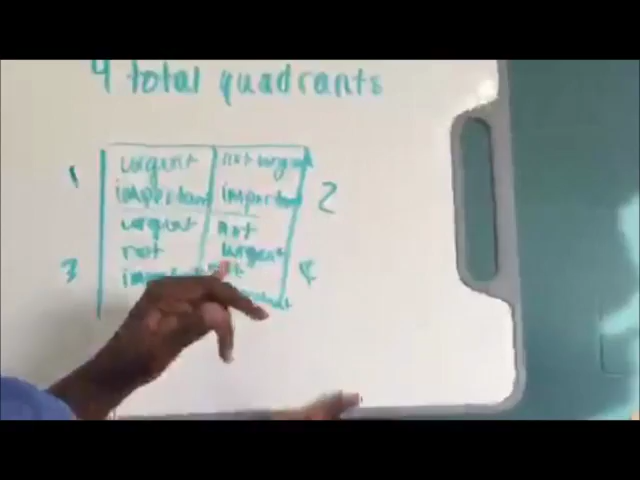 4 total quadrants
1 urgent not urgent
important important 2
urgent not
3 not urgent 4